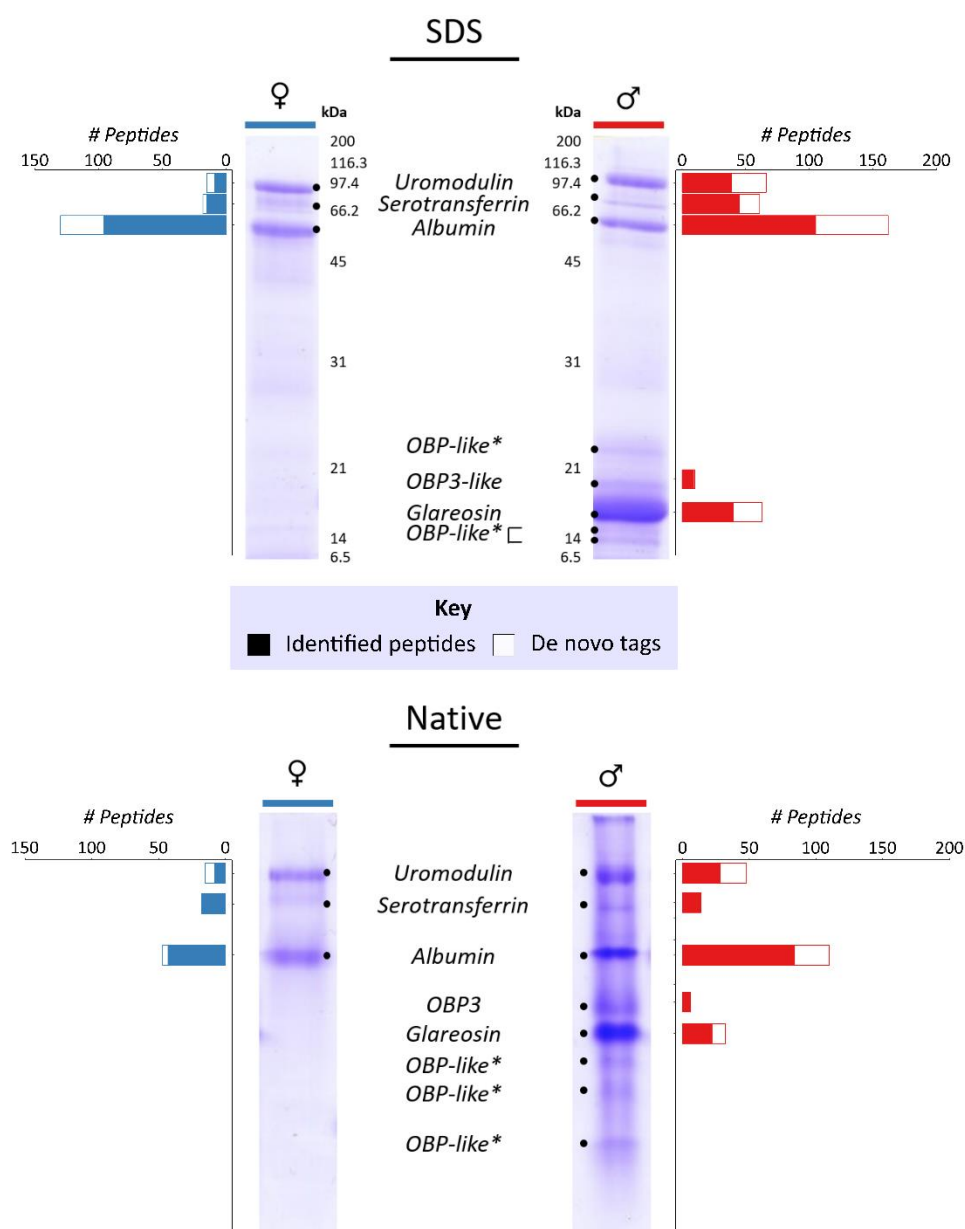 SDS
♀ kDa ♂ kDa
# Peptides # Peptides
150 100 50 0 0 50 100 150 200
200 200
116.3 116.3
97.4 Uromodulin 97.4
Serotransferrin
66.2 66.2
Albumin
45 45
31 31
OBP-like*
21 OBP3-like 21
Glareosin
14 OBP-like* 14
6.5 6.5
Key
Identified peptides De novo tags
Native
♀ ♂
# Peptides # Peptides
150 100 50 0 0 50 100 150 200
Uromodulin
Serotransferrin
Albumin
OBP3
Glareosin
OBP-like*
OBP-like*
OBP-like*